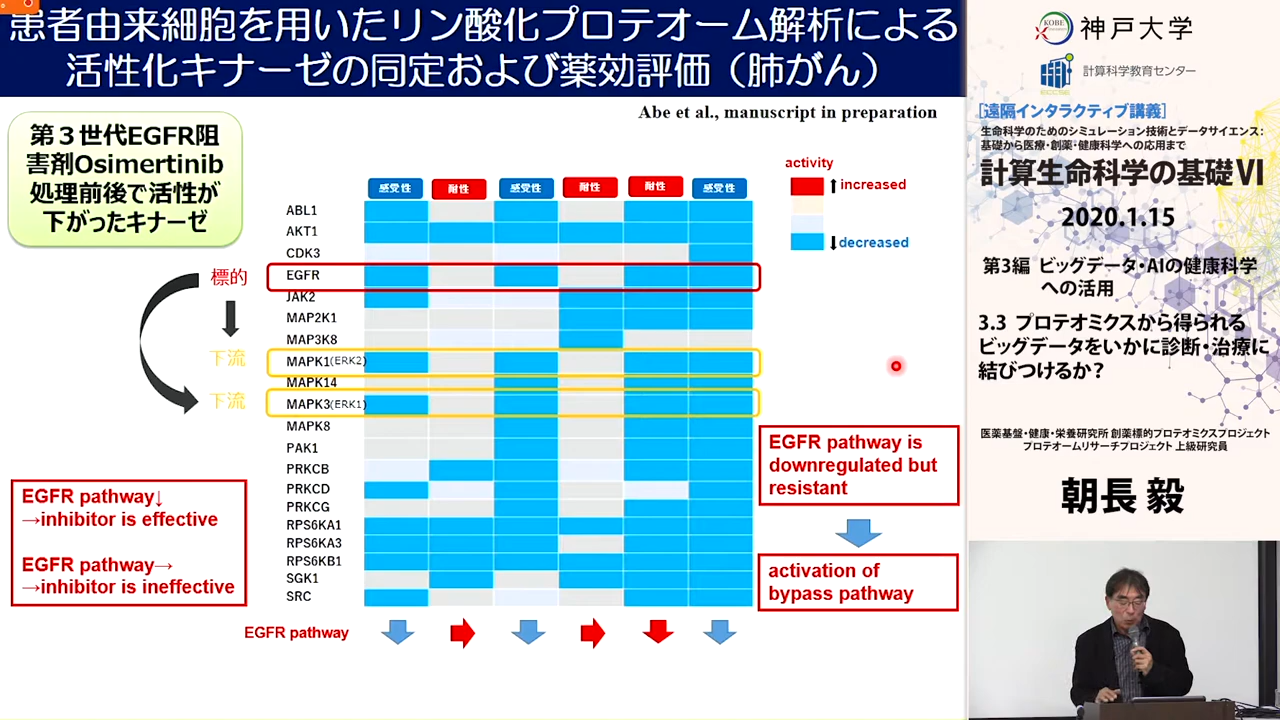 患者由来細胞を用いたリン酸化プロテオーム解析による
活性化キナーゼの同定および薬効評価（肺がん）
Abe et al., manuscript in preparation
第３世代EGFR阻
害剤Osimertinib
処理前後で活性が
下がったキナーゼ
activity
increased
decreased
感受性 耐性 感受性 耐性 耐性 感受性
ABL1
AKT1
CDK3
標的 EGFR
JAK2
MAP2K1
MAP3K8
下流 MAPK1(ERK2)
MAPK14
下流 MAPK3(ERK1)
MAPK8
PAK1
PRKCB
PRKCD
PRKCG
RPS6KA1
RPS6KA3
RPS6KB1
SGK1
SRC
EGFR pathway
EGFR pathway↓
→inhibitor is effective
EGFR pathway→
→inhibitor is ineffective
EGFR pathway is
downregulated but
resistant
activation of
bypass pathway
KOBE
神戸大学
ECCSE
計算科学教育センター
［遠隔インタラクティブ講義］
生命科学のためのシミュレーション技術とデータサイエンス：
基礎から医療・創薬・健康科学への応用まで
計算生命科学の基礎Ⅵ
2020.1.15
第3編 ビッグデータ・AIの健康科学
への活用
3.3 プロテオミクスから得られる
ビッグデータをいかに診断・治療に
結びつけるか？
医薬基盤・健康・栄養研究所 創薬標的プロテオミクスプロジェクト
プロテオームリサーチプロジェクト 上級研究員
朝長 毅